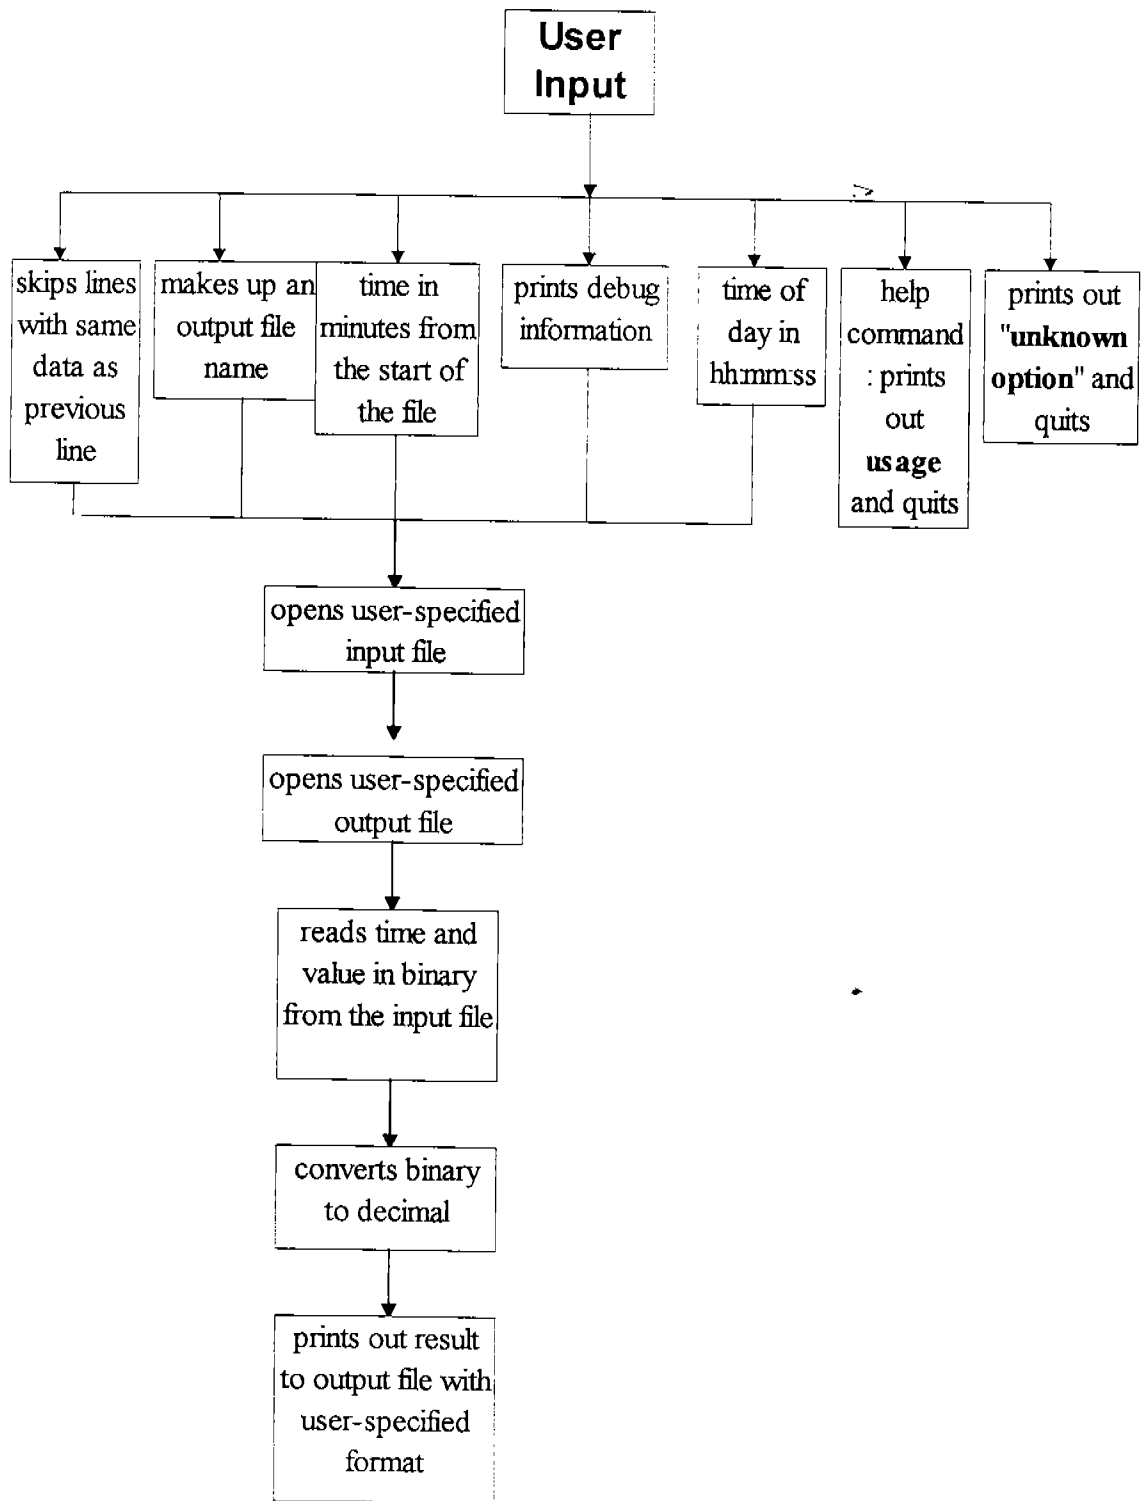 User
Input
skips lines
with same
data as
previous
line
makes up an
output file
name
time in
minutes from
the start of
the file
prints debug
information
time of
day in
hh:mm:ss
help
command
: prints
out
usage
and quits
prints out
"unknown
option" and
quits
opens user-specified
input file
opens user-specified
output file
reads time and
value in binary
from the input file
converts binary
to decimal
prints out result
to output file with
user-specified
format